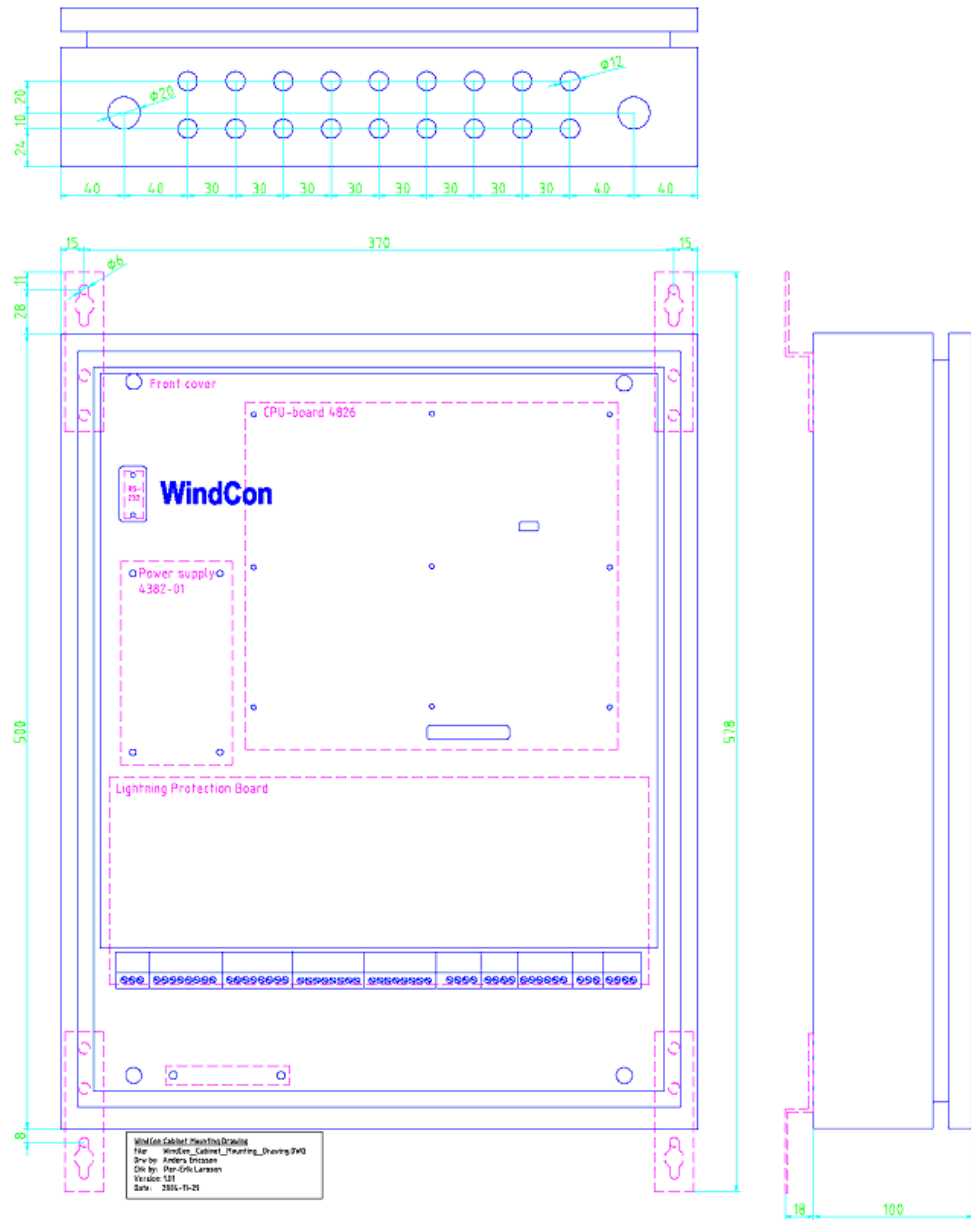 Φ12
20
Φ20
10
24
40 40 30 30 30 30 30 30 30 30 40 40
15 370 15
Φ6
11
28
Front cover
CPU-board 4826
RS-
232
WindCon
Power supply
4382-01
500
578
Lightning Protection Board
8
WindCon Cabinet Mounting Drawing
File: WindCon_Cabinet_Mounting_Drawing.DWG
Drw by: Anders Ericsson
Chk by: Per-Erik Larsson
Version: 1.01
Date:
18 100